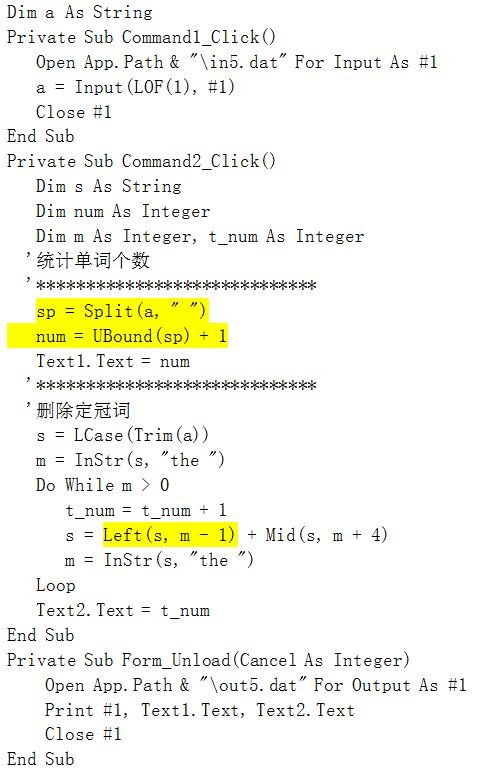 Dim a As String
Private Sub Command1_Click()
Open App.Path & "\in5.dat" For Input As #1
a = Input(LOF(1), #1)
Close #1
End Sub
Private Sub Command2_Click()
Dim s As String
Dim num As Integer
Dim m As Integer, t_num As Integer
'统计单词个数
'****************************
sp = Split(a, " ")
num = UBound(sp) + 1
Text1.Text = num
'****************************
'删除定冠词
s = LCase(Trim(a))
m = InStr(s, "the ")
Do While m > 0
t_num = t_num + 1
s = Left(s, m - 1) + Mid(s, m + 4)
m = InStr(s, "the ")
Loop
Text2.Text = t_num
End Sub
Private Sub Form_Unload(Cancel As Integer)
Open App.Path & "\out5.dat" For Output As #1
Print #1, Text1.Text, Text2.Text
Close #1
End Sub